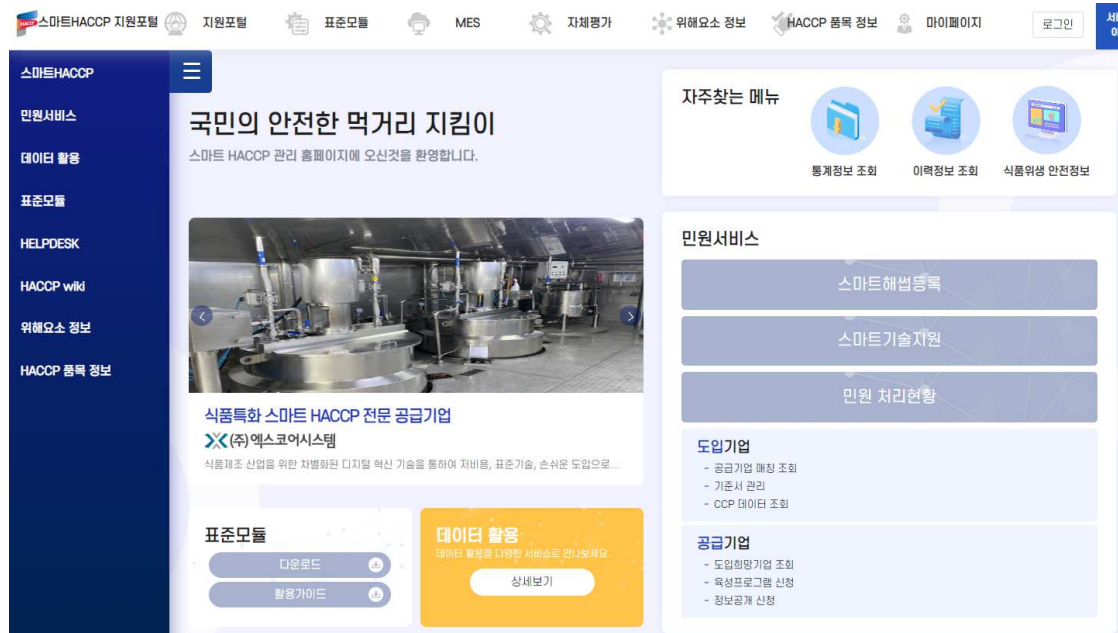 HACCP 스마트HACCP 지원포털
지원포털
표준모듈
MES
자체평가
위해요소 정보
HACCP 품목 정보
마이페이지
로그인
스마트HACCP
민원서비스
데이터 활용
표준모듈
HELPDESK
HACCP wiki
위해요소 정보
HACCP 품목 정보
국민의 안전한 먹거리 지킴이
스마트 HACCP 관리 홈페이지에 오신것을 환영합니다.
식품특화 스마트 HACCP 전문 공급기업
(주)엑스코어시스템
식품제조 산업을 위한 차별화된 디지털 혁신 기술을 통하여 저비용, 표준기술, 손쉬운 도입으로...
표준모듈
다운로드
활용가이드
데이터 활용
데이터 활용을 다양한 서비스로 만나보세요.
상세보기
자주찾는 메뉴
통계정보 조회
이력정보 조회
식품위생 안전정보
민원서비스
스마트해썹등록
스마트기술지원
민원 처리현황
도입기업
- 공급기업 매칭 조회
- 기준서 관리
- CCP 데이터 조회
공급기업
- 도입희망기업 조회
- 육성프로그램 신청
- 정보공개 신청